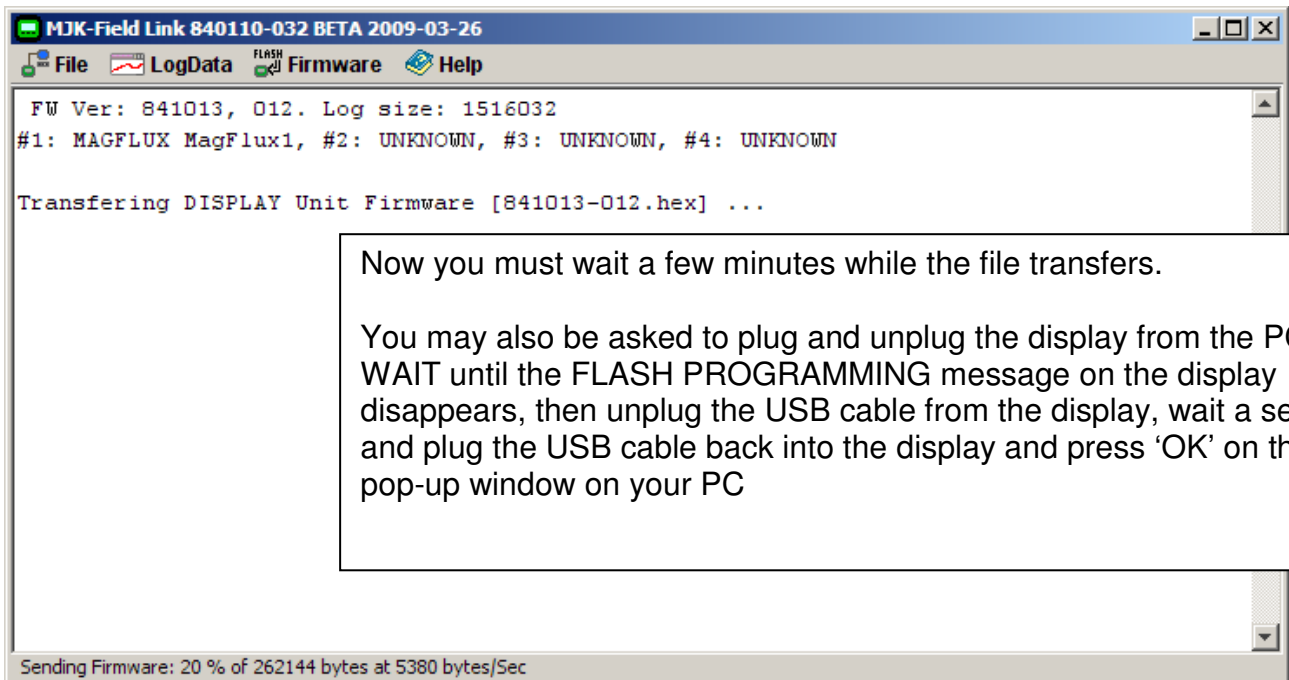 MJK-Field Link 840110-032 BETA 2009-03-26
File LogData FLASH Firmware Help
FW Ver: 841013, 012. Log size: 1516032
#1: MAGFLUX MagFlux1, #2: UNKNOWN, #3: UNKNOWN, #4: UNKNOWN
Transfering DISPLAY Unit Firmware [841013-012.hex] ...
Now you must wait a few minutes while the file transfers.
You may also be asked to plug and unplug the display from the
WAIT until the FLASH PROGRAMMING message on the display
disappears, then unplug the USB cable from the display, wait a
and plug the USB cable back into the display and press ‘OK’ on
pop-up window on your PC
Sending Firmware: 20 % of 262144 bytes at 5380 bytes/Sec